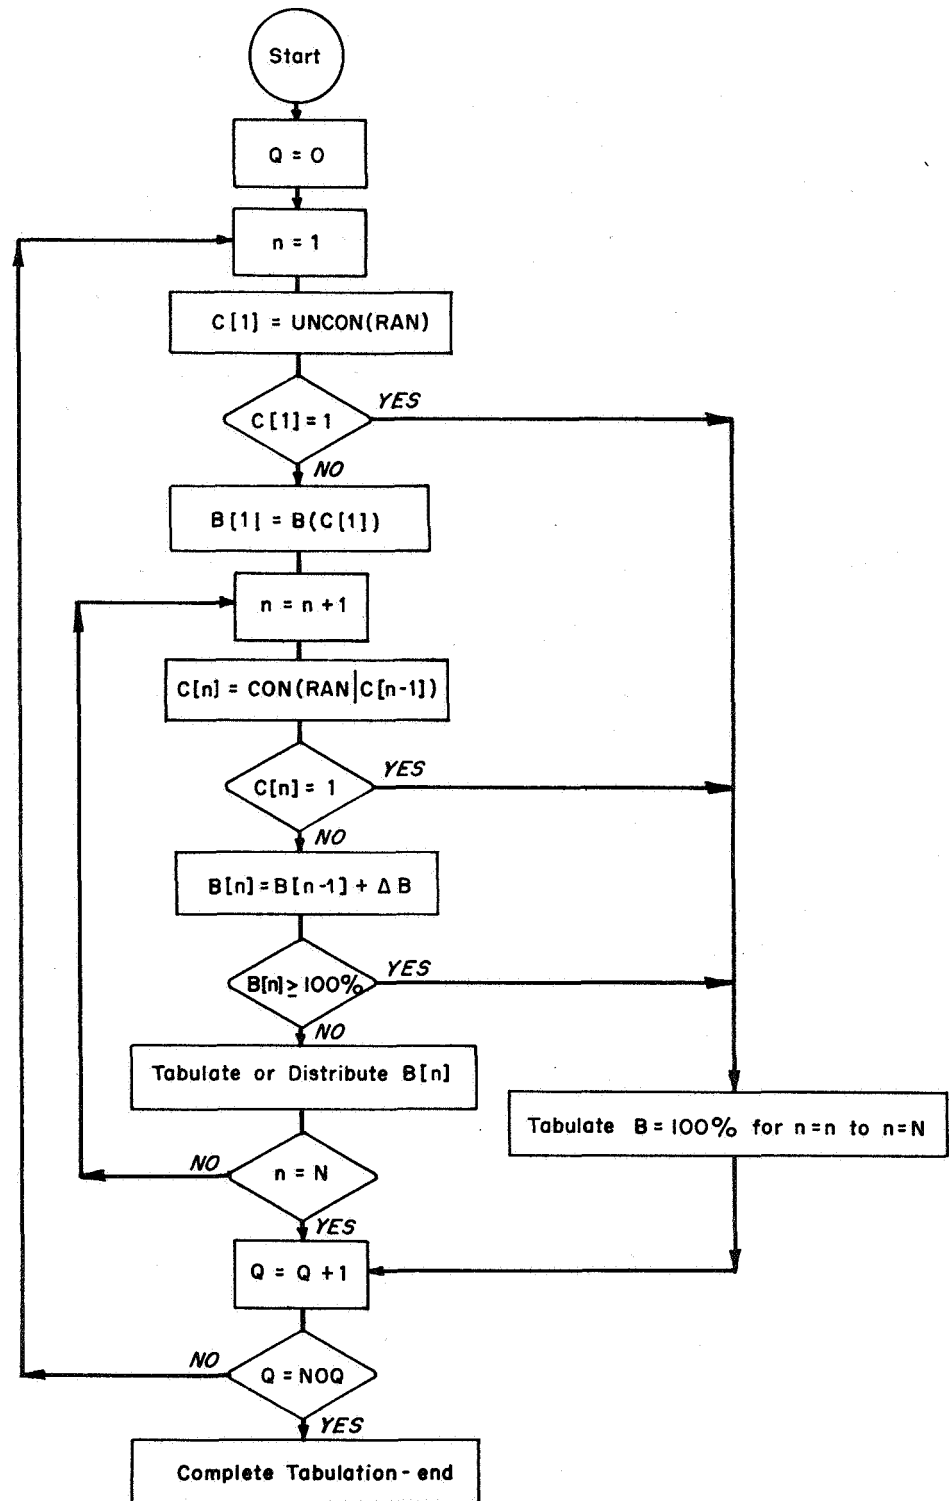 Start
Q = 0
n = 1
C[1] = UNCON(RAN)
C[1] = 1
YES
NO
B[1] = B(C[1])
n = n + 1
C[n] = CON(RAN|C[n-1])
C[n] = 1
YES
NO
B[n] = B[n-1] + Δ B
B[n] ≥ 100%
YES
NO
Tabulate or Distribute B[n]
Tabulate B = 100% for n=n to n=N
n = N
NO
YES
Q = Q + 1
Q = NOQ
NO
YES
Complete Tabulation - end